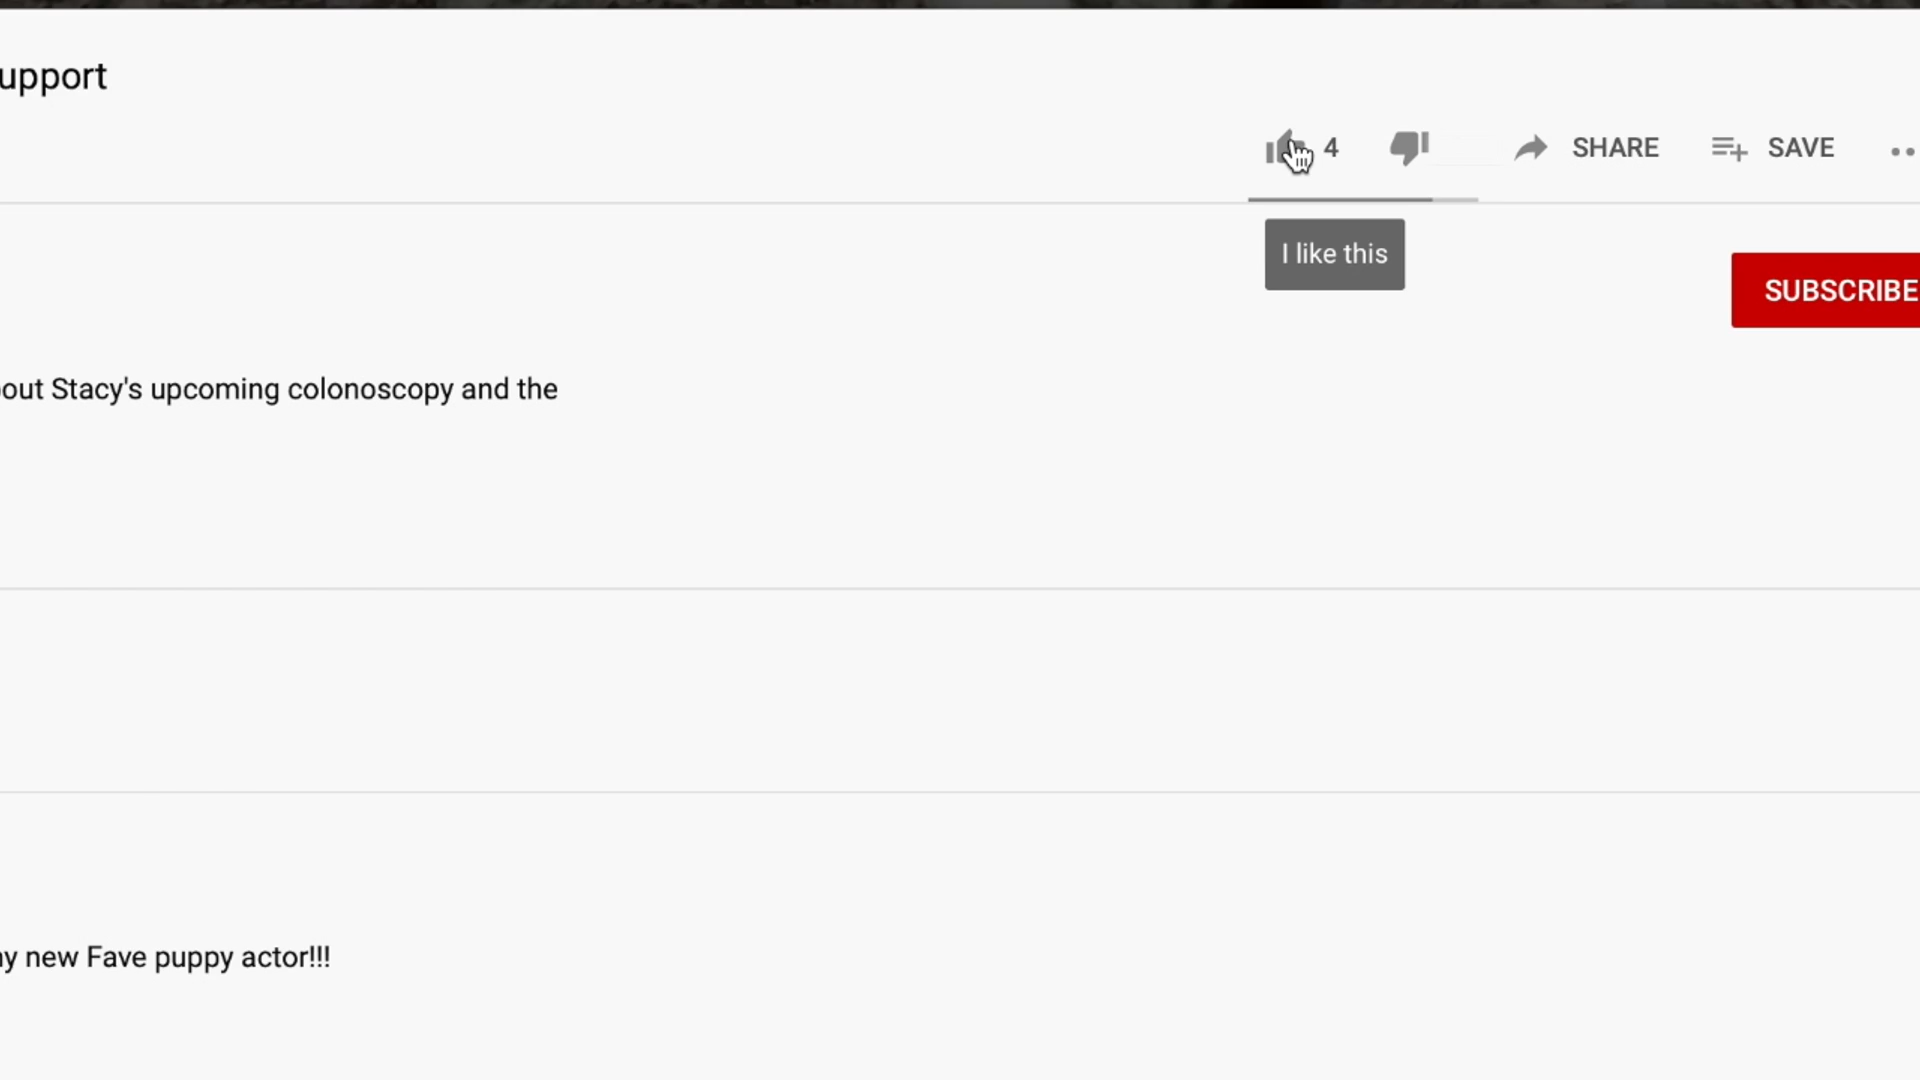 upport
4 SHARE SAVE
I like this
SUBSCRIBE
out Stacy's upcoming colonoscopy and the
y new Fave puppy actor!!!